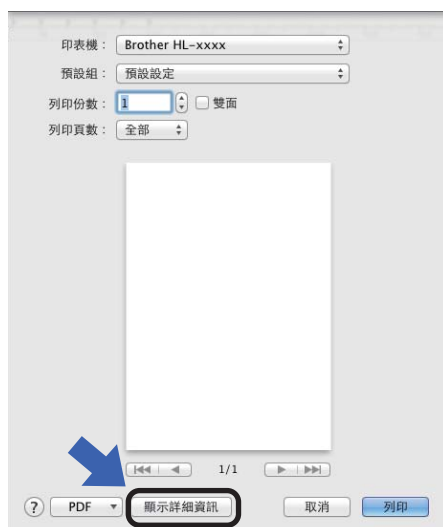 印表機： Brother HL-xxxx
預設組： 預設設定
列印份數： 1 雙面
列印頁數： 全部
1/1
? PDF 顯示詳細資訊 取消 列印